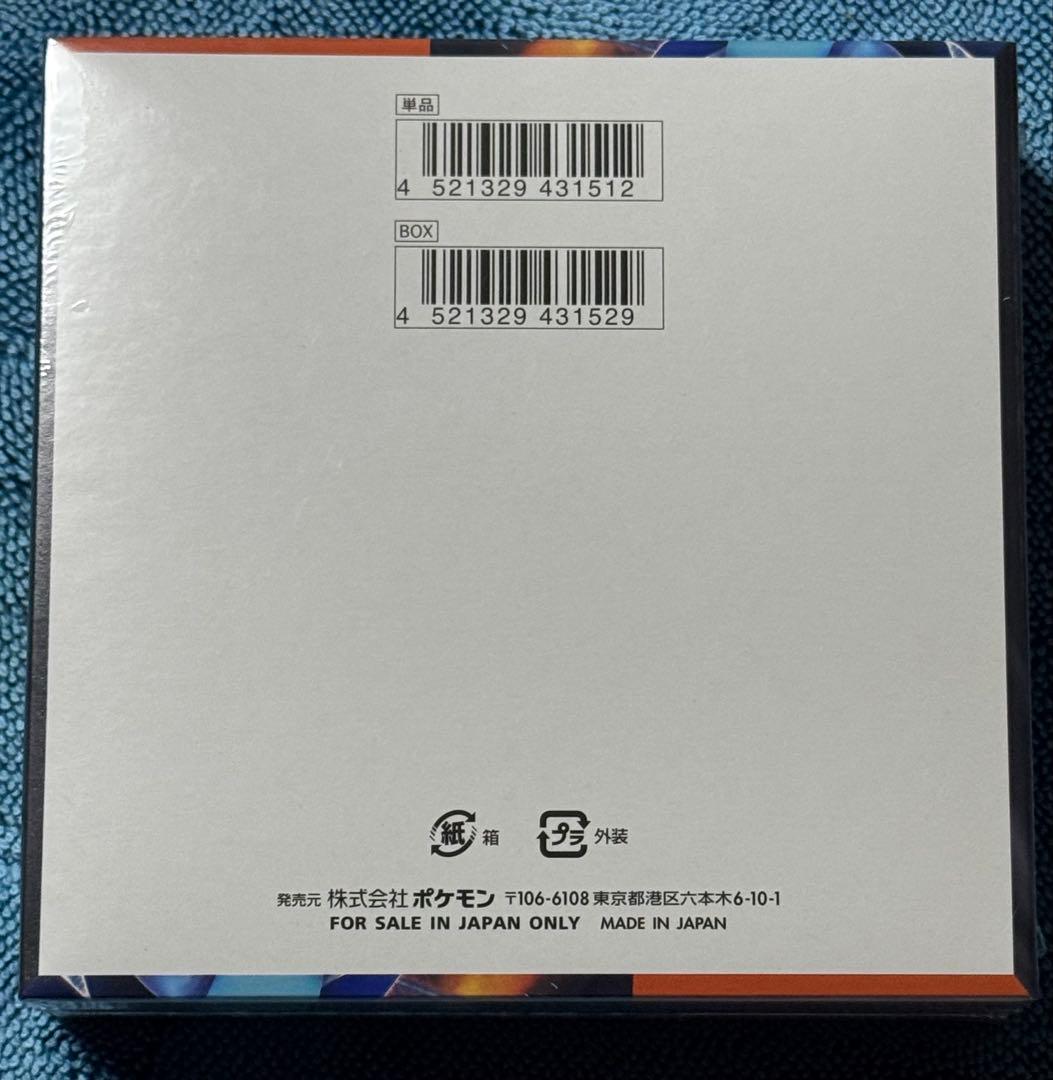 単品
4 521329 431512
BOX
4 521329 431529
紙 箱 プラ 外装
発売元 株式会社 ポケモン 〒106-6108 東京都港区六本木6-10-1
FOR SALE IN JAPAN ONLY MADE IN JAPAN